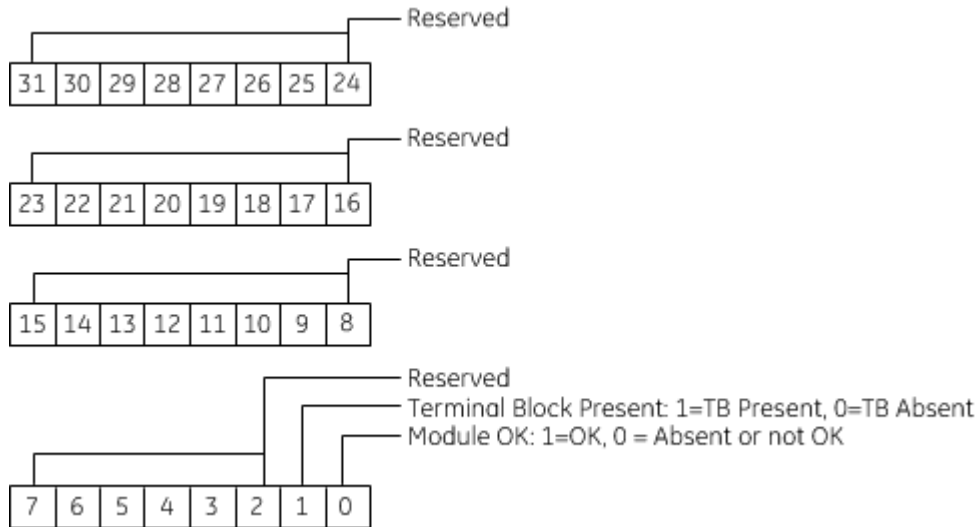 Reserved
31 30 29 28 27 26 25 24
Reserved
23 22 21 20 19 18 17 16
Reserved
15 14 13 12 11 10 9 8
Reserved
Terminal Block Present: 1=TB Present, 0=TB Absent
Module OK: 1=OK, 0 = Absent or not OK
7 6 5 4 3 2 1 0